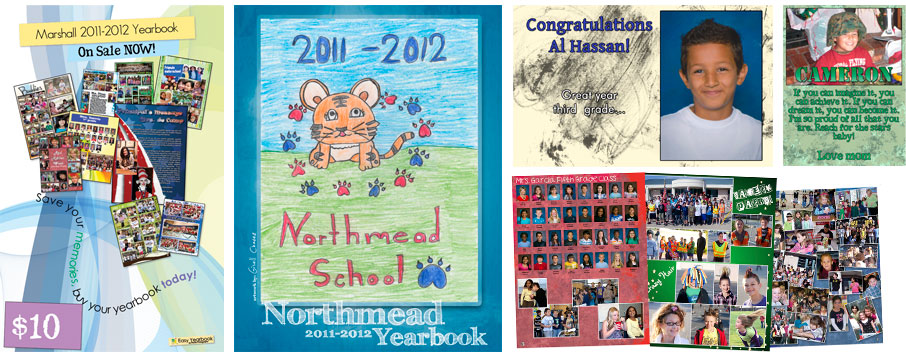 Marshall 2011-2012 Yearbook
On Sale NOW!
Save your memories, buy your yearbook today!
$10
Easy Yearbook
2011-2012
Northmead
School
Northmead
2011-2012 Yearbook
Congratulations
Al Hassan!
Great year
third grade...
CAMERON
If you can imagine it, you
can achieve it. If you can
dream it, you can become it.
I'm so proud of all that you
are. Reach for the stars
baby!
Love mom
Mrs. Garcia Fifth Grade Class